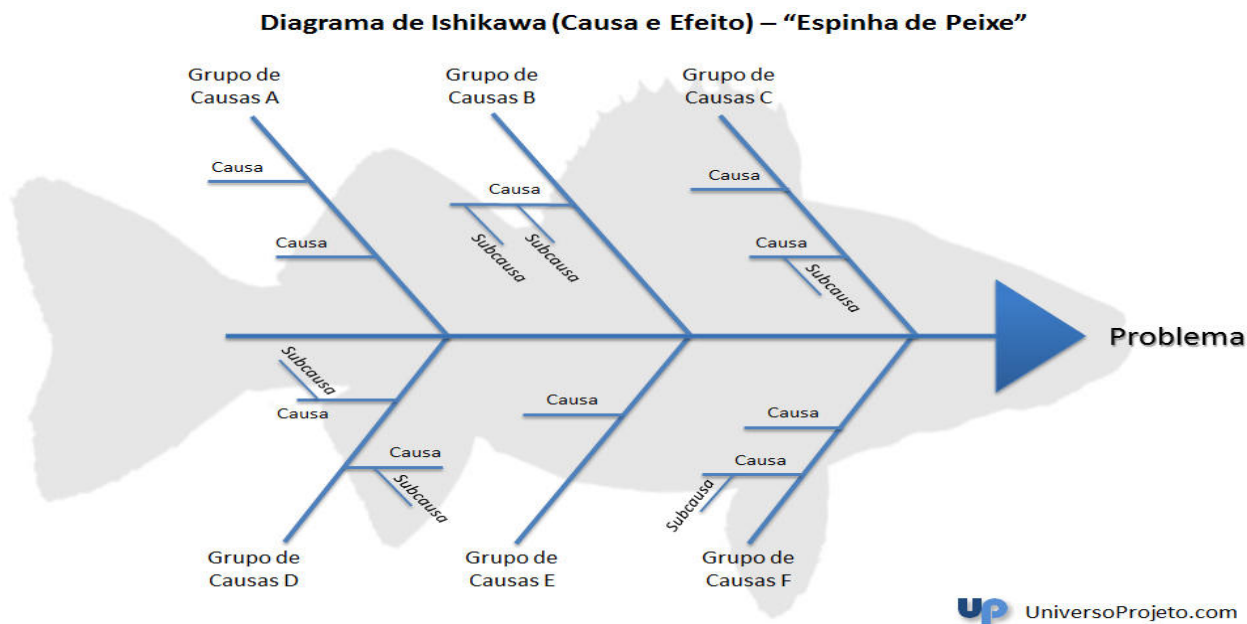 Diagrama de Ishikawa (Causa e Efeito) – “Espinha de Peixe”
Grupo de
Causas A
Grupo de
Causas B
Grupo de
Causas C
Causa
Causa
Causa
Subcausa
Subcausa
Causa
Causa
Subcausa
Problema
Subcausa
Causa
Causa
Subcausa
Causa
Causa
Causa
Subcausa
Grupo de
Causas D
Grupo de
Causas E
Grupo de
Causas F
up UniversoProjeto.com